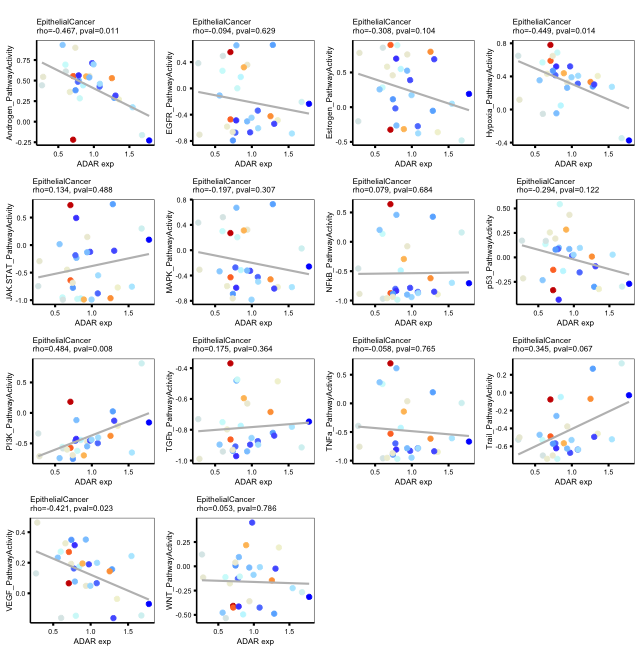 EpithelialCancer
rho=-0.467, pval=0.011
Androgen_PathwayActivity
0.75
0.50
0.25
0.00
-0.25
0.5
1.0
1.5
ADAR exp
EpithelialCancer
rho=-0.094, pval=0.629
EGFR_PathwayActivity
0.8
0.4
0.0
-0.4
-0.8
0.5
1.0
1.5
ADAR exp
EpithelialCancer
rho=-0.308, pval=0.104
Estrogen_PathwayActivity
0.5
0.0
-0.5
0.5
1.0
1.5
ADAR exp
EpithelialCancer
rho=-0.449, pval=0.014
Hypoxia_PathwayActivity
0.8
0.4
0.0
-0.4
0.5
1.0
1.5
ADAR exp
EpithelialCancer
rho=0.134, pval=0.488
JAK-STAT_PathwayActivity
0.5
0.0
-0.5
-1.0
0.5
1.0
1.5
ADAR exp
EpithelialCancer
rho=-0.197, pval=0.307
MAPK_PathwayActivity
0.8
0.4
0.0
-0.4
-0.8
0.5
1.0
1.5
ADAR exp
EpithelialCancer
rho=0.079, pval=0.684
NFkB_PathwayActivity
0.5
0.0
-0.5
-1.0
0.5
1.0
1.5
ADAR exp
EpithelialCancer
rho=-0.294, pval=0.122
p53_PathwayActivity
0.50
0.25
0.00
-0.25
0.5
1.0
1.5
ADAR exp
EpithelialCancer
rho=0.484, pval=0.008
PI3K_PathwayActivity
0.5
0.0
-0.5
0.5
1.0
1.5
ADAR exp
EpithelialCancer
rho=0.175, pval=0.364
TGFb_PathwayActivity
-0.4
-0.6
-0.8
-1.0
0.5
1.0
1.5
ADAR exp
EpithelialCancer
rho=-0.058, pval=0.765
TNFa_PathwayActivity
0.5
0.0
-0.5
-1.0
0.5
1.0
1.5
ADAR exp
EpithelialCancer
rho=0.345, pval=0.067
Trail_PathwayActivity
0.2
0.0
-0.2
-0.4
-0.6
0.5
1.0
1.5
ADAR exp
EpithelialCancer
rho=-0.421, pval=0.023
VEGF_PathwayActivity
0.4
0.2
0.0
0.5
1.0
1.5
ADAR exp
EpithelialCancer
rho=0.053, pval=0.786
WNT_PathwayActivity
0.25
0.00
-0.25
-0.50
0.5
1.0
1.5
ADAR exp